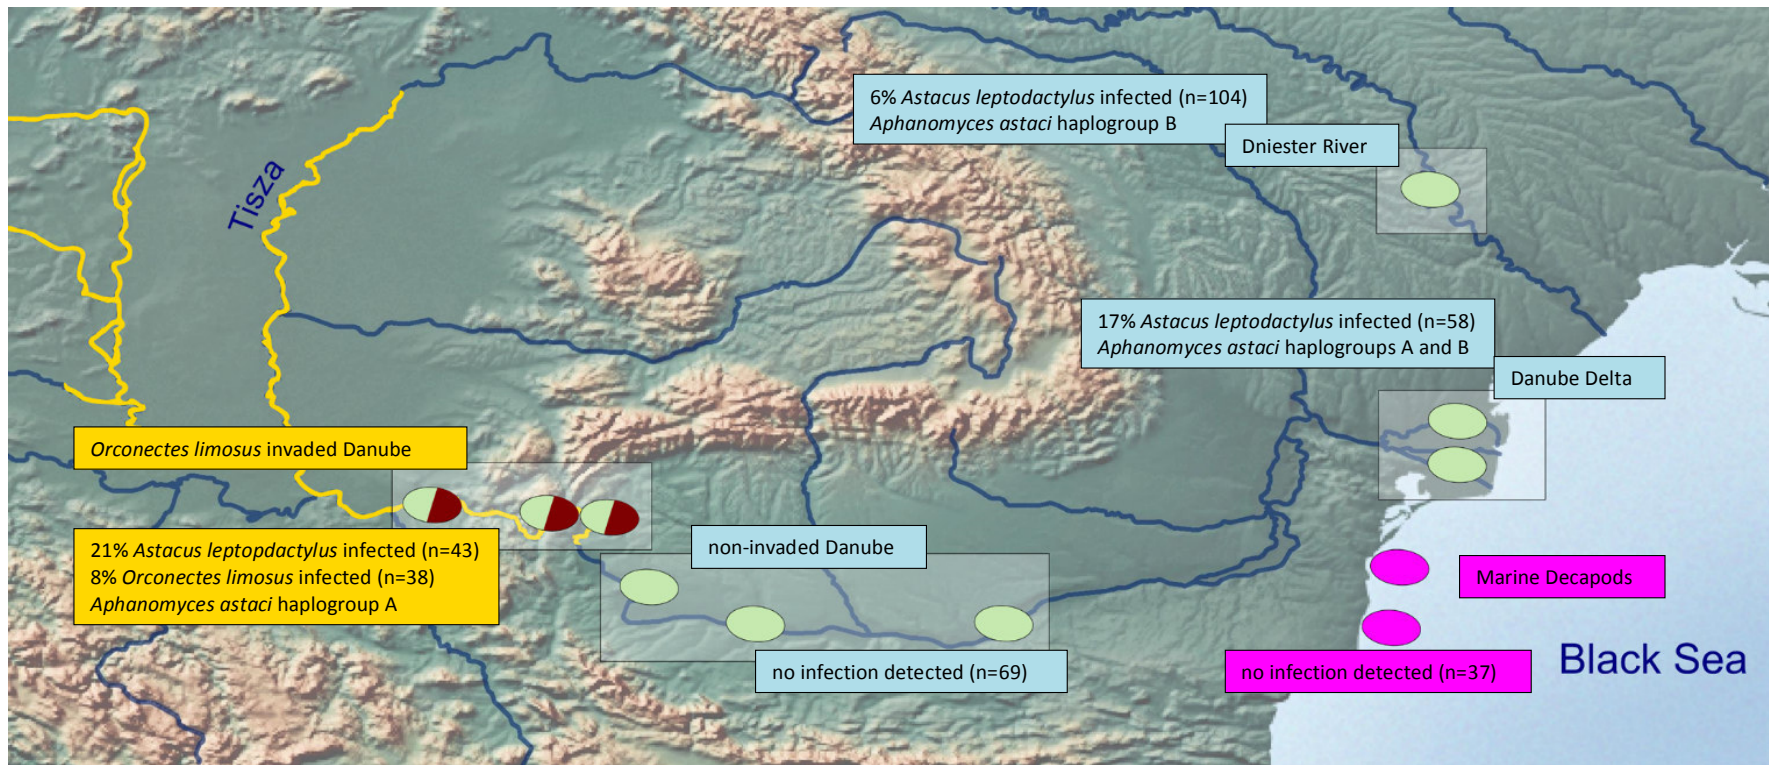 6% Astacus leptodactylus infected (n=104)
Aphanomyces astaci haplogroup B
Dniester River
Tisza
17% Astacus leptodactylus infected (n=58)
Aphanomyces astaci haplogroups A and B
Danube Delta
Orconectes limosus invaded Danube
21% Astacus leptopdactylus infected (n=43)
8% Orconectes limosus infected (n=38)
Aphanomyces astaci haplogroup A
non-invaded Danube
no infection detected (n=69)
Marine Decapods
no infection detected (n=37)
Black Sea